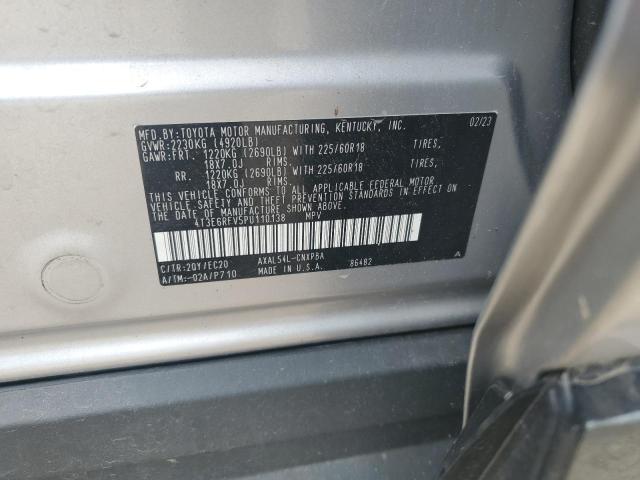 MFD.BY:TOYOTA MOTOR MANUFACTURING, KENTUCKY, INC. 02/23
GVWR:2230KG (4920LB)
GAWR:FRT. 1220KG (2690LB) WITH 225/60R18 TIRES,
18X7.0J RIMS.
RR. 1220KG (2690LB) WITH 225/60R18 TIRES,
18X7.0J RIMS.
THIS VEHICLE CONFORMS TO ALL APPLICABLE FEDERAL MOTOR
VEHICLE SAFETY, BUMPER, AND THEFT PREVENTION STANDARDS IN EFFECT ON
THE DATE OF MANUFACTURE SHOWN ABOVE.
4T3E6RFV5PU110138 MPV
C/TR:2QY/EC20 AXAL54L-CNXPBA A
A/TM:-02A/P710 MADE IN U.S.A. 86482